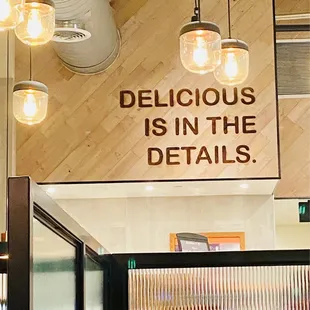 DELICIOUS
IS IN THE
DETAILS.